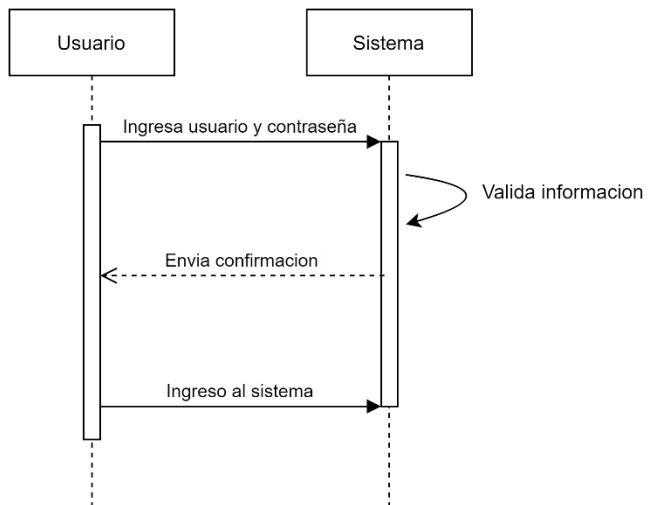 Usuario
Sistema
Ingresa usuario y contraseña
Valida informacion
Envia confirmacion
Ingreso al sistema